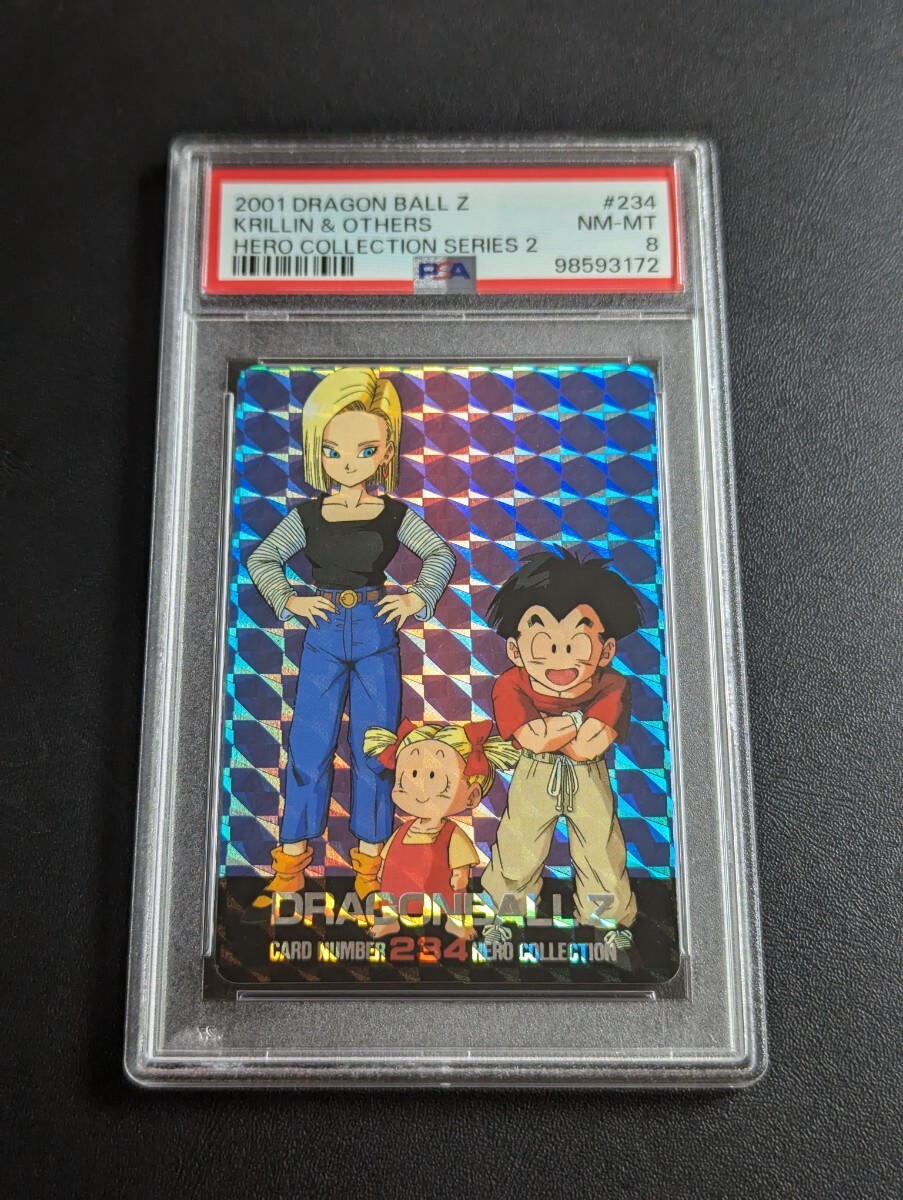 2001 DRAGON BALL Z #234
KRILLIN & OTHERS NM-MT
HERO COLLECTION SERIES 2 8
PSA 98593172
DRAGONBALL Z
CARD NUMBER 234 HERO COLLECTION